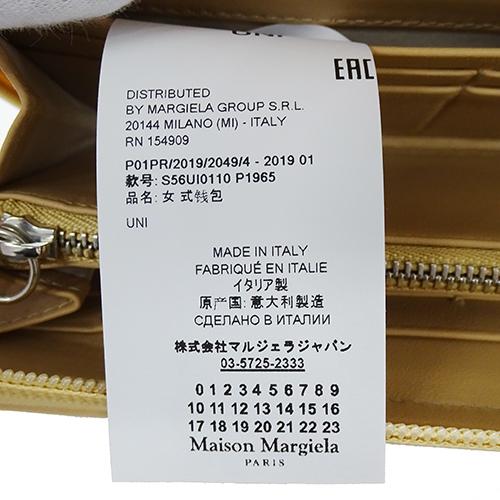 UNI
EAC
DISTRIBUTED
BY MARGIELA GROUP S.R.L.
20144 MILANO (MI) - ITALY
RN 154909
P01PR/2019/2049/4 - 2019 01
款号: S56UI0110 P1965
品名: 女 式钱包
UNI
MADE IN ITALY
FABRIQUÉ EN ITALIE
イタリア製
原产国: 意大利製造
СДЕЛАНО В ИТАЛИИ
株式会社マルジェラジャパン
03-5725-2333
0 1 2 3 4 5 6 7 8 9
10 11 12 13 14 15 16
17 18 19 20 21 22 23
Maison Margiela
PARIS